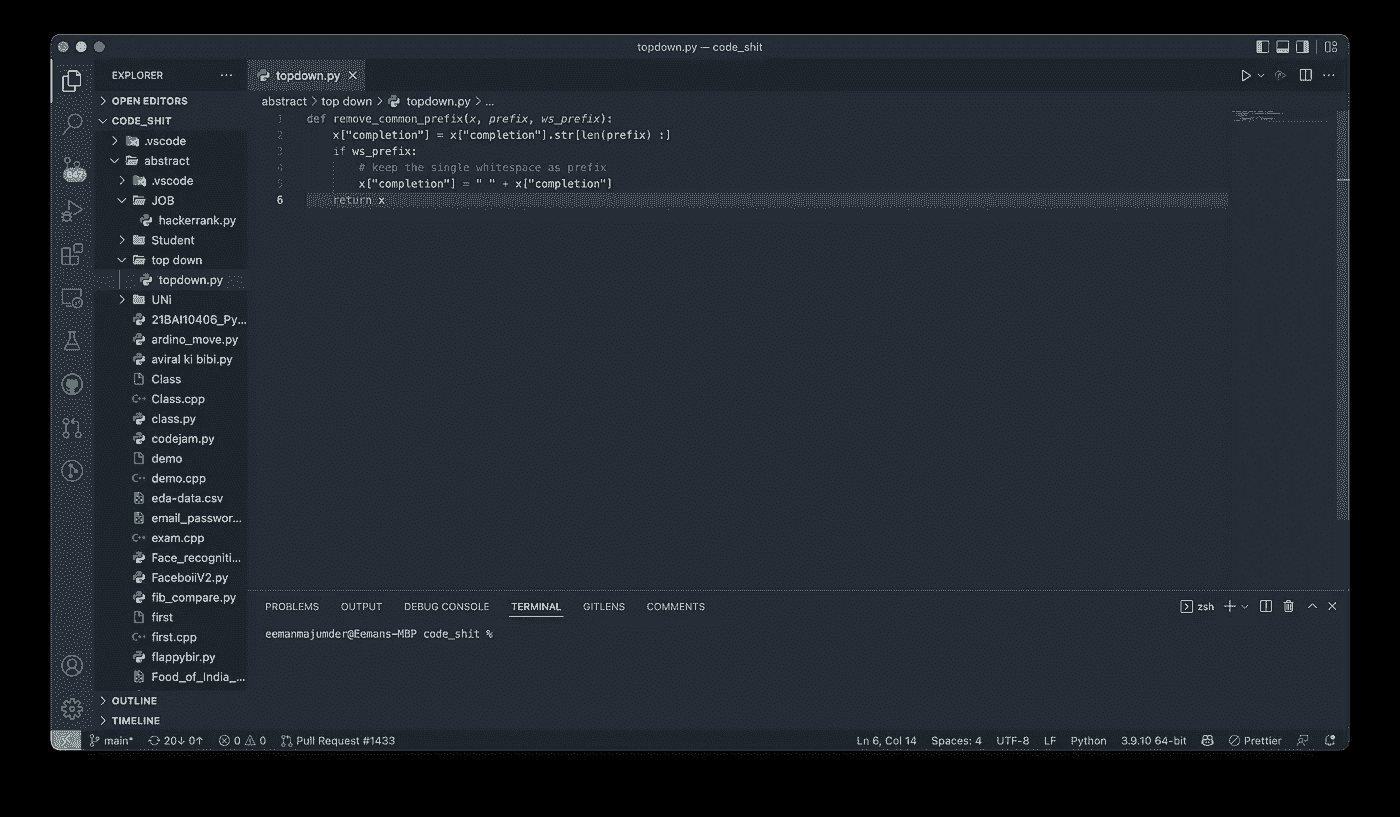 topdown.py — code_shit
EXPLORER
topdown.py
OPEN EDITORS
abstract > top down > topdown.py > ...
CODE_SHIT
.vscode
abstract
.vscode
JOB
hackerrank.py
Student
top down
topdown.py
UNi
21BAI10406_Py...
ardino_move.py
aviral ki bibi.py
Class
Class.cpp
class.py
codejam.py
demo
demo.cpp
eda-data.csv
email_passwor...
exam.cpp
Face_recogniti...
FaceboiiV2.py
fib_compare.py
first
first.cpp
flappybir.py
Food_of_India_...
OUTLINE
TIMELINE
847
1 def remove_common_prefix(x, prefix, ws_prefix):
2 x["completion"] = x["completion"].str[len(prefix) :]
3 if ws_prefix:
4 # keep the single whitespace as prefix
5 x["completion"] = " " + x["completion"]
6 return x
PROBLEMS OUTPUT DEBUG CONSOLE TERMINAL GITLENS COMMENTS zsh
eemanmajumder@Eemans-MBP code_shit %
main* 20↓ 0↑ 0 0 Pull Request #1433 Ln 6, Col 14 Spaces: 4 UTF-8 LF Python 3.9.10 64-bit Prettier